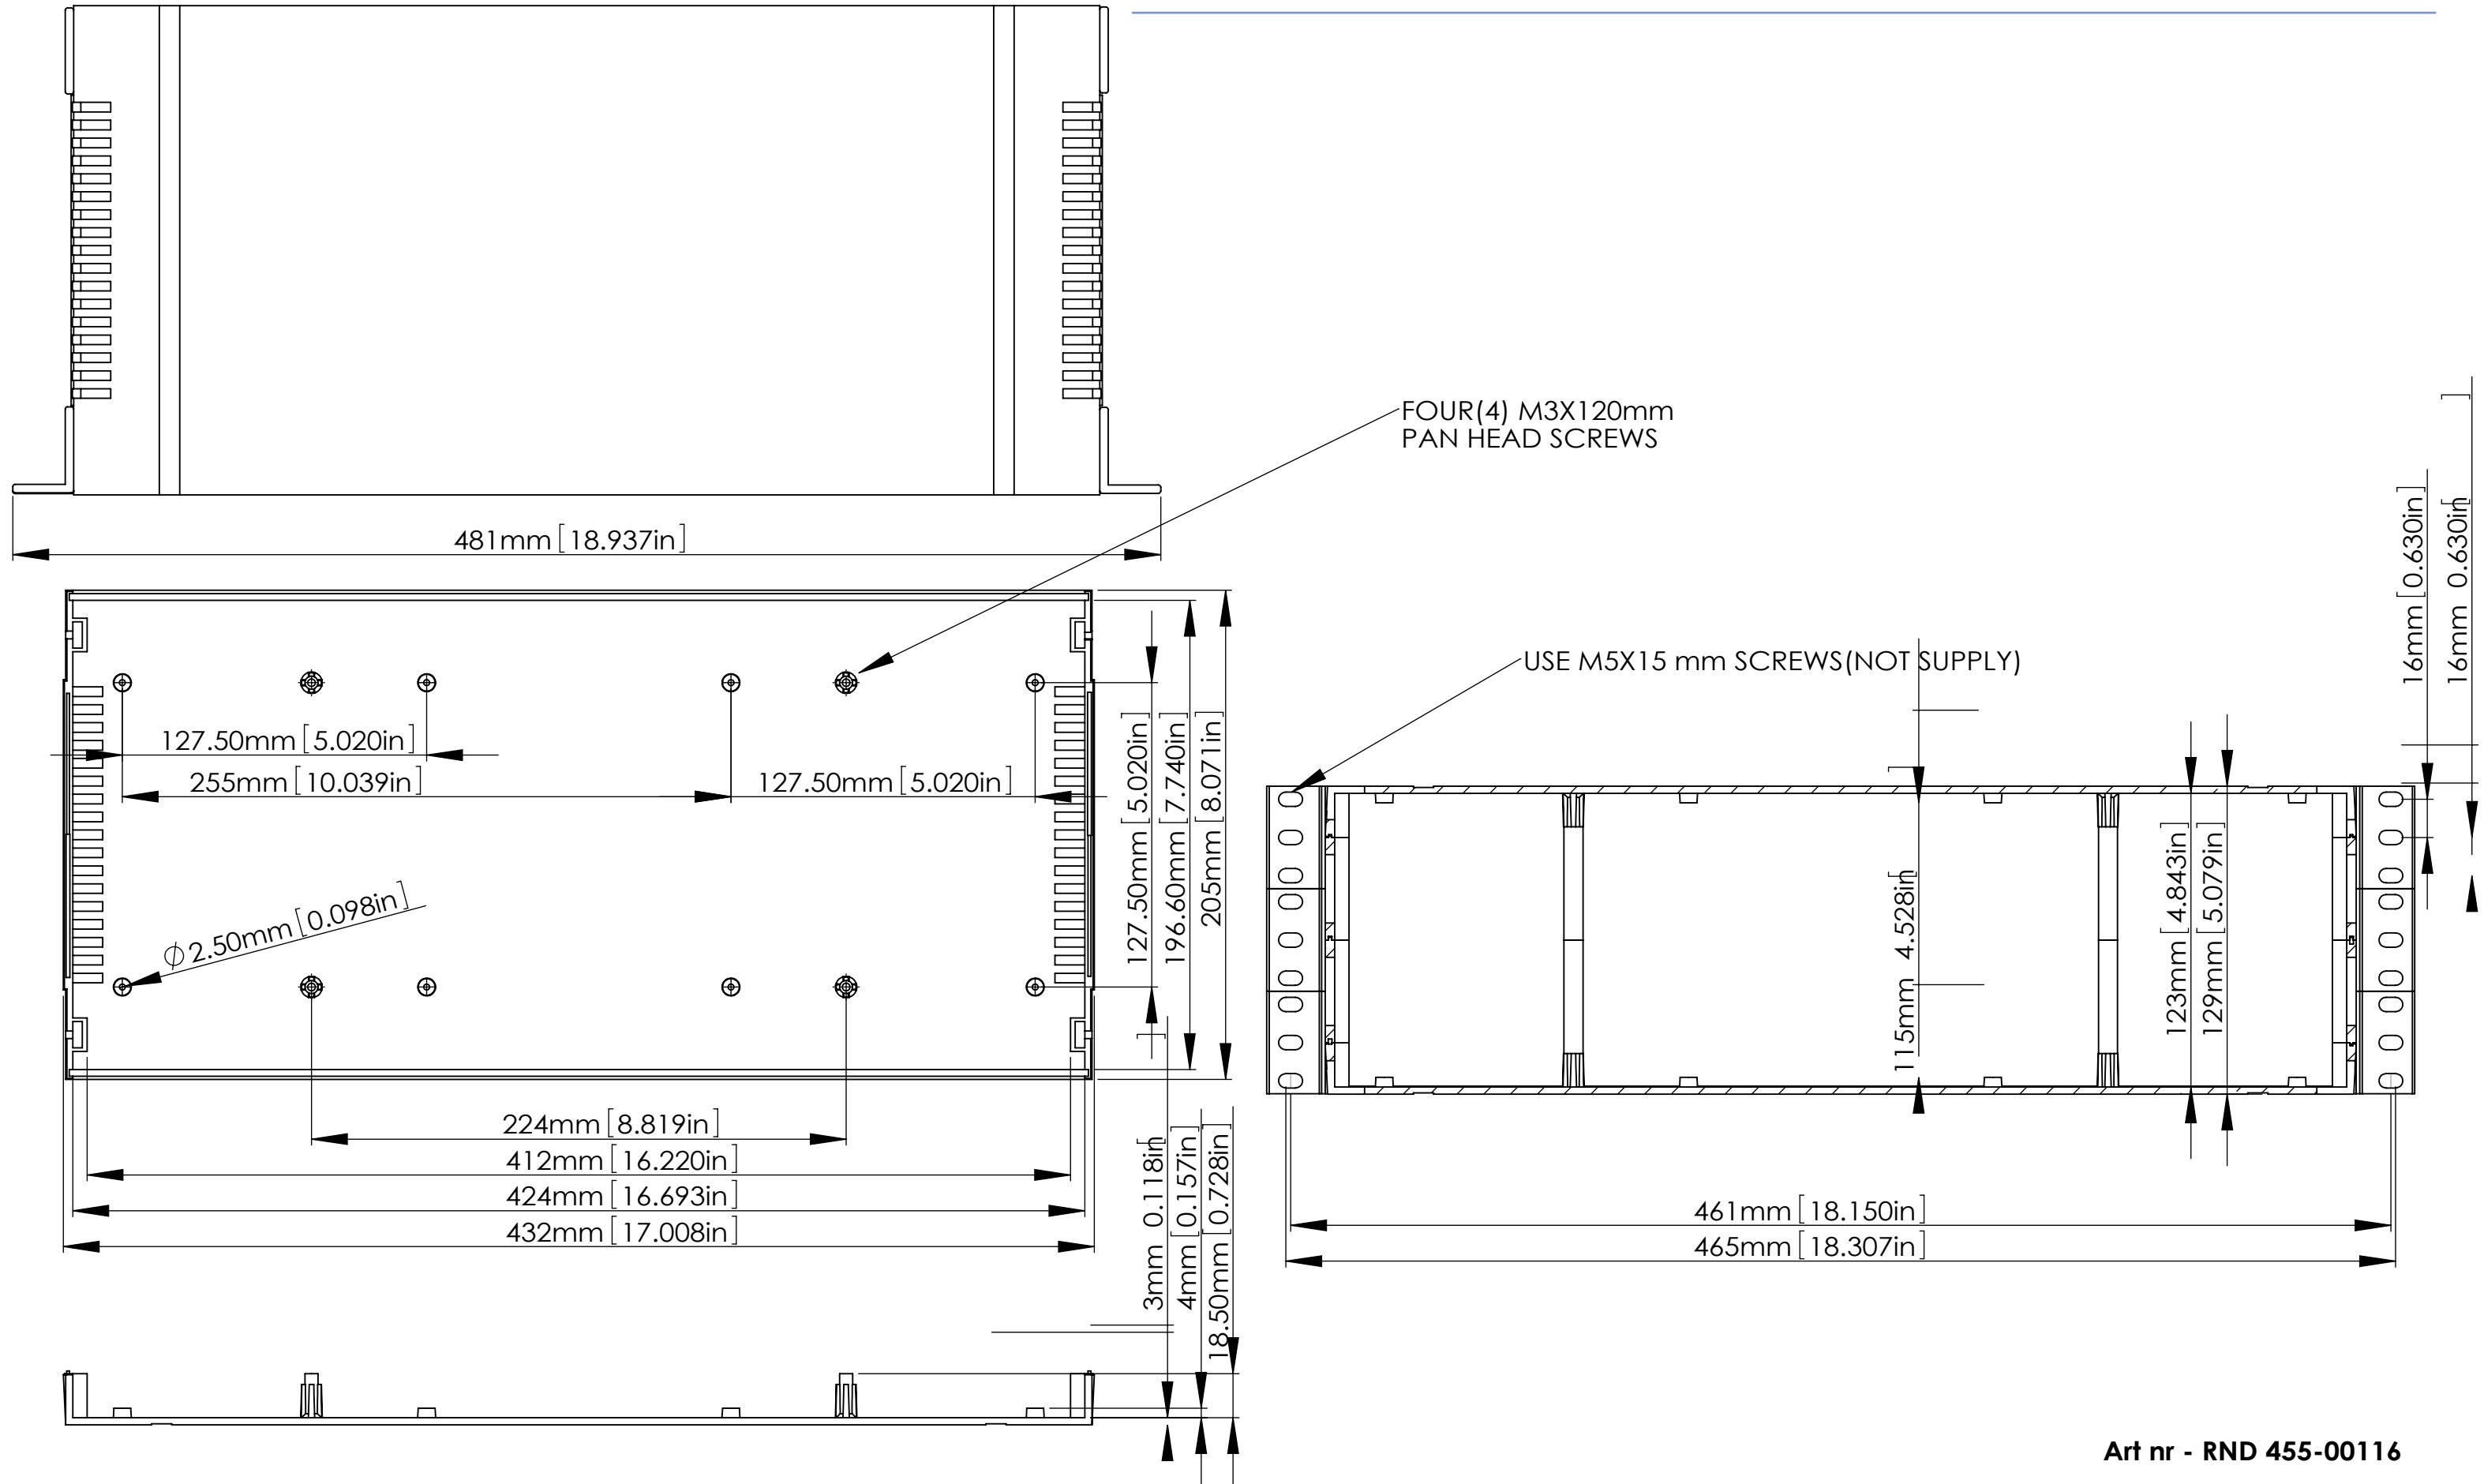 481mm[18.937in]
FOUR(4) M3X120mm
PAN HEAD SCREWS
16mm[0.630in]
16mm 0.630in
USE M5X15 mm SCREWS(NOT SUPPLY)
127.50mm[5.020in]
255mm[10.039in]
127.50mm[5.020in]
127.50mm[5.020in]
196.60mm[7.740in]
205mm[8.071in]
⌀2.50mm[0.098in]
115mm 4.528in
123mm[4.843in]
129mm[5.079in]
224mm[8.819in]
412mm[16.220in]
424mm[16.693in]
432mm[17.008in]
3mm 0.118in
4mm[0.157in]
18.50mm[0.728in]
461mm[18.150in]
465mm[18.307in]
Art nr - RND 455-00116